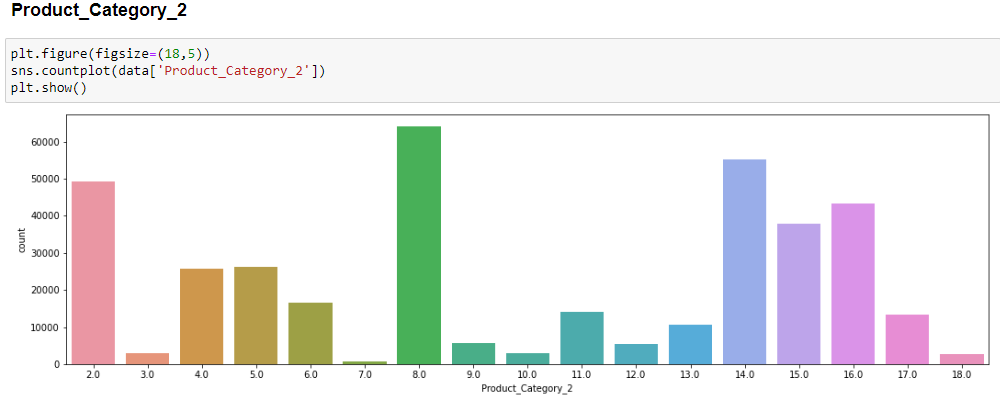 Product_Category_2
plt.figure(figsize=(18,5))
sns.countplot(data['Product_Category_2'])
plt.show()
60000
50000
40000
30000
20000
10000
0
count
2.0 3.0 4.0 5.0 6.0 7.0 8.0 9.0 10.0 11.0 12.0 13.0 14.0 15.0 16.0 17.0 18.0
Product_Category_2